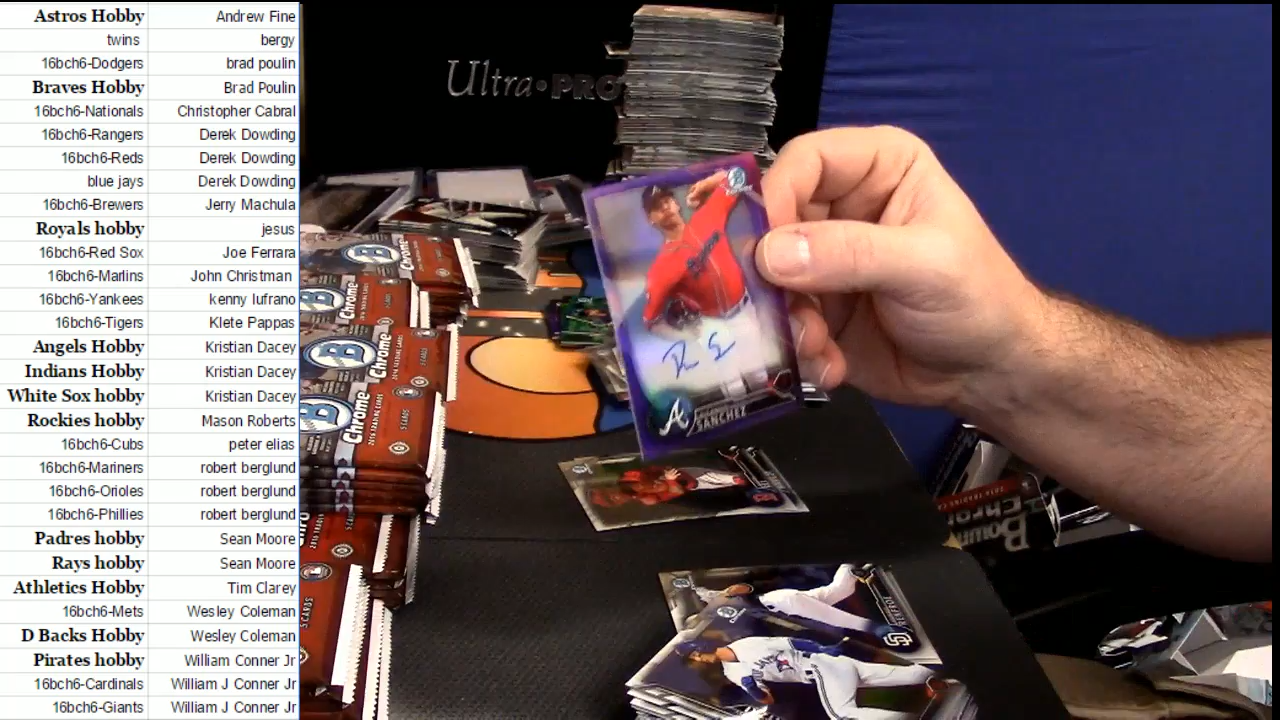 Astros Hobby Andrew Fine
twins bergy
16bch6-Dodgers brad poulin
Braves Hobby Brad Poulin
16bch6-Nationals Christopher Cabral
16bch6-Rangers Derek Dowding
16bch6-Reds Derek Dowding
blue jays Derek Dowding
16bch6-Brewers Jerry Machula
Royals hobby jesus
16bch6-Red Sox Joe Ferrara
16bch6-Marlins John Christman
16bch6-Yankees kenny lufrano
16bch6-Tigers Klete Pappas
Angels Hobby Kristian Dacey
Indians Hobby Kristian Dacey
White Sox hobby Kristian Dacey
Rockies hobby Mason Roberts
16bch6-Cubs peter elias
16bch6-Mariners robert berglund
16bch6-Orioles robert berglund
16bch6-Phillies robert berglund
Padres hobby Sean Moore
Rays hobby Sean Moore
Athletics Hobby Tim Clarey
16bch6-Mets Wesley Coleman
D Backs Hobby Wesley Coleman
Pirates hobby William Conner Jr
16bch6-Cardinals William J Conner Jr
16bch6-Giants William J Conner Jr
Ultra•PRO
SANCHEZ
Chrome
Chrome
Chrome
Chrome
5 CARDS